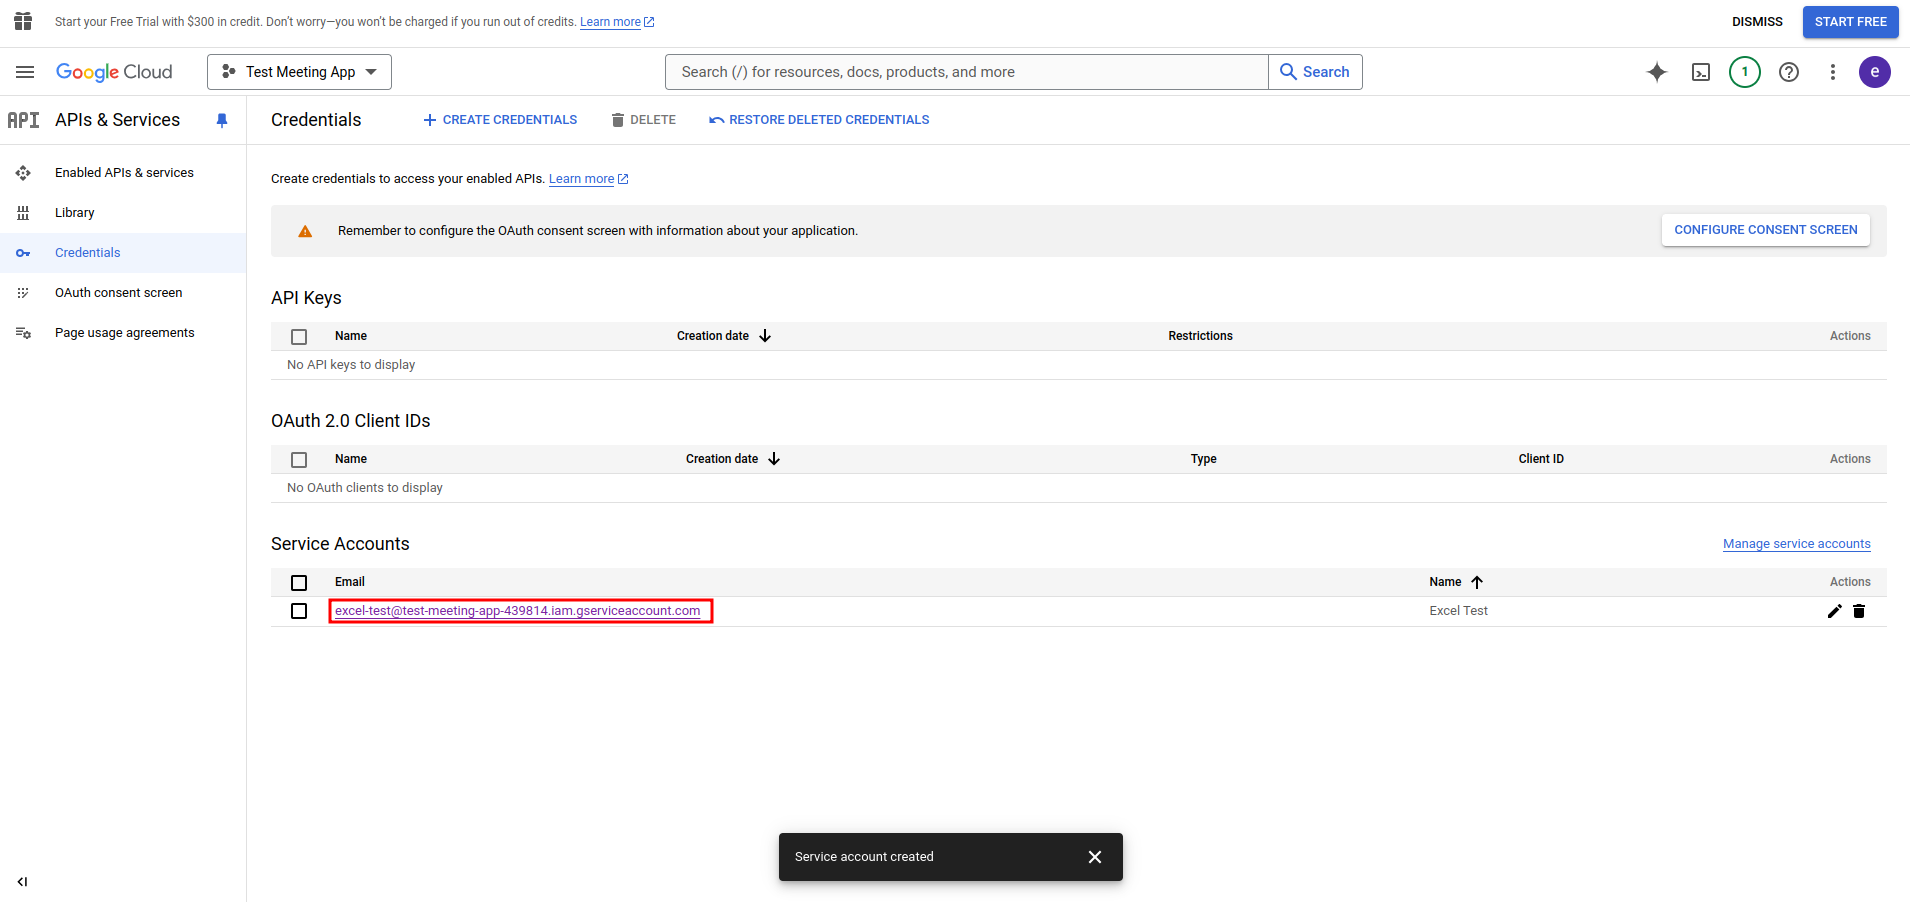 Start your Free Trial with $300 in credit. Don't worry—you won't be charged if you run out of credits. Learn more
DISMISS
START FREE
Google Cloud
Test Meeting App
Search (/) for resources, docs, products, and more
Search
1
e
API
APIs & Services
Credentials
CREATE CREDENTIALS
DELETE
RESTORE DELETED CREDENTIALS
Enabled APIs & services
Library
Credentials
OAuth consent screen
Page usage agreements
Create credentials to access your enabled APIs. Learn more
Remember to configure the OAuth consent screen with information about your application.
CONFIGURE CONSENT SCREEN
API Keys
Name Creation date Restrictions Actions
No API keys to display
OAuth 2.0 Client IDs
Name Creation date Type Client ID Actions
No OAuth clients to display
Service Accounts
Manage service accounts
Email Name Actions
excel-test@test-meeting-app-439814.iam.gserviceaccount.com Excel Test
Service account created